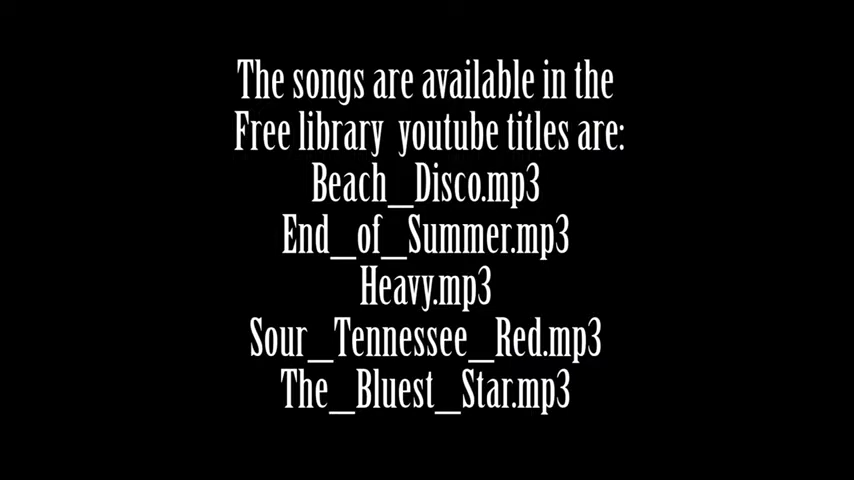 The songs are available in the
Free library youtube titles are:
Beach_Disco.mp3
End_of_Summer.mp3
Heavy.mp3
Sour_Tennessee_Red.mp3
The_Bluest_Star.mp3